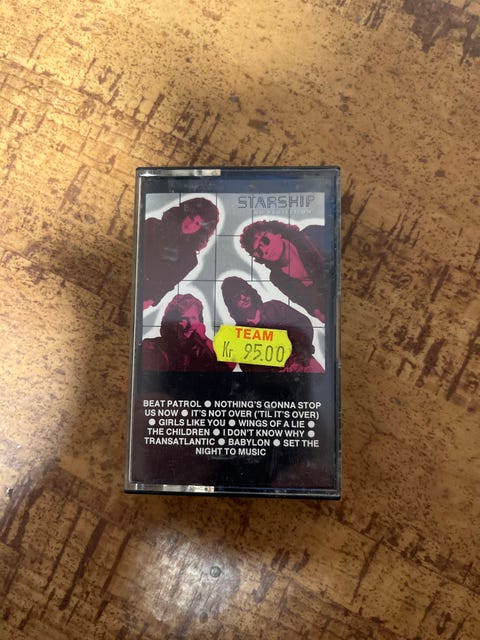 STARSHIP
TEAM
Kr. 95.00
BEAT PATROL ● NOTHING'S GONNA STOP
US NOW ● IT'S NOT OVER ('TIL IT'S OVER)
● GIRLS LIKE YOU ● WINGS OF A LIE ●
THE CHILDREN ● I DON'T KNOW WHY ●
TRANSATLANTIC ● BABYLON ● SET THE
NIGHT TO MUSIC